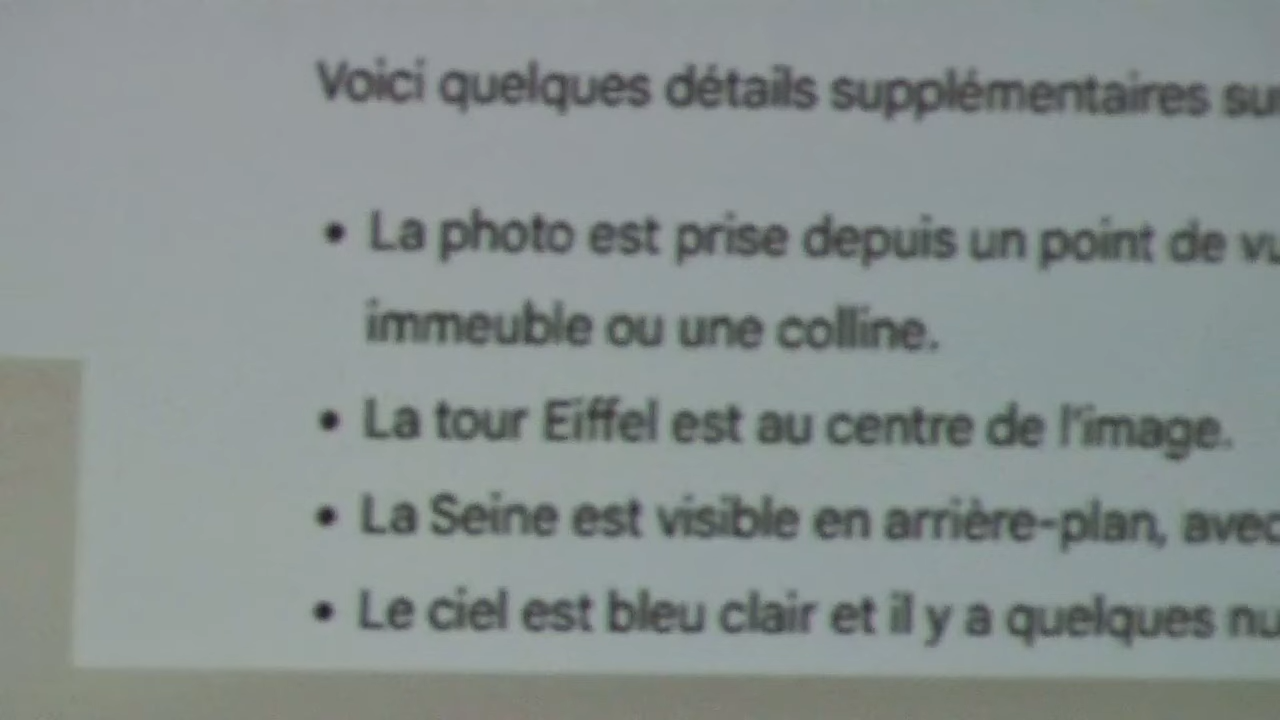 Voici quelques détails supplémentaires
• La photo est prise depuis un point de
immeuble ou une colline.
• La tour Eiffel est au centre de l'image.
• La Seine est visible en arrière-plan, avec
• Le ciel est bleu clair et il y a quelques